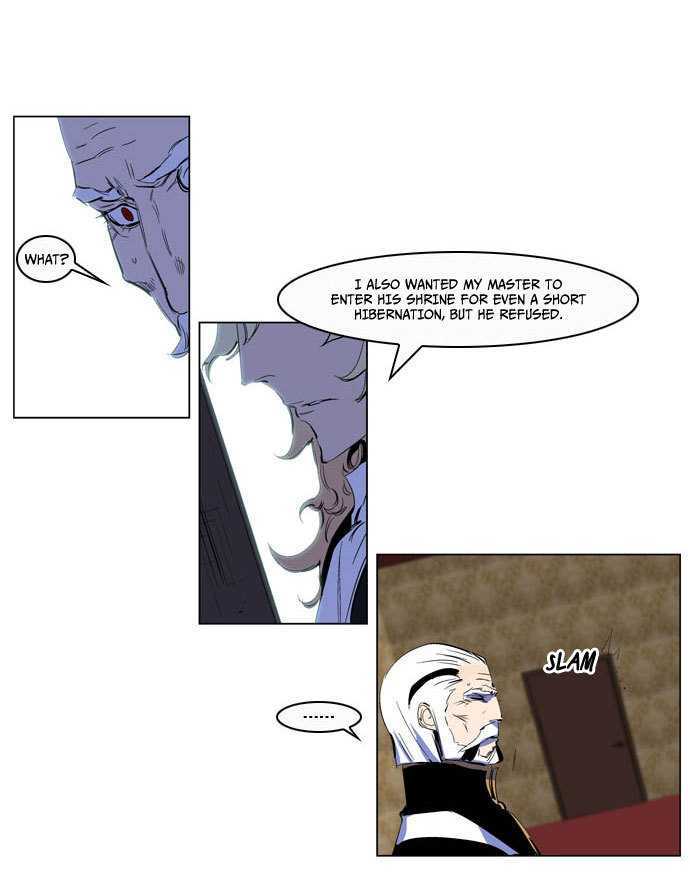 WHAT?
I ALSO WANTED MY MASTER TO
ENTER HIS SHRINE FOR EVEN A SHORT
HIBERNATION, BUT HE REFUSED.
SLAM
------